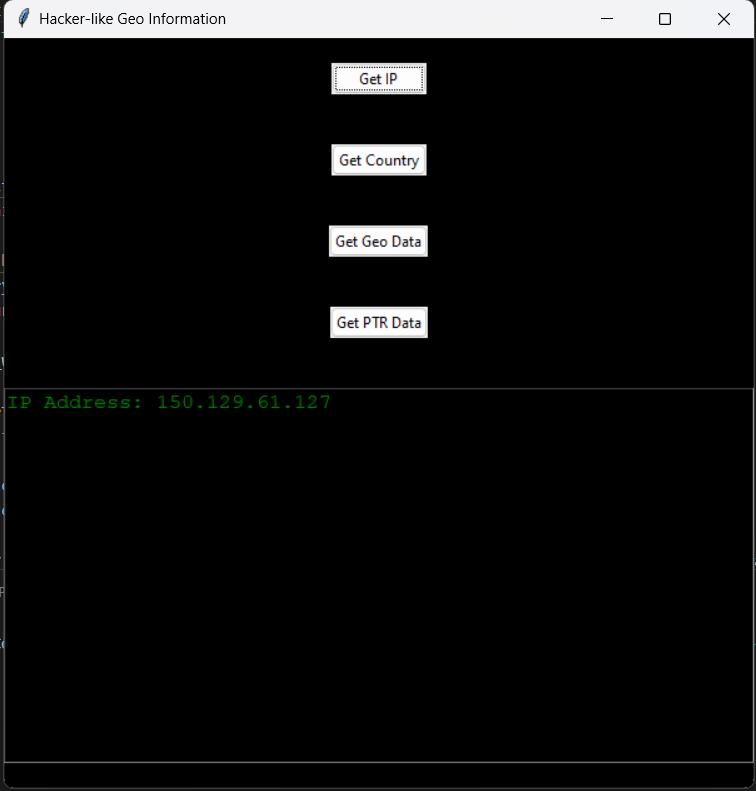 Hacker-like Geo Information
Get IP
Get Country
Get Geo Data
Get PTR Data
IP Address: 150.129.61.127